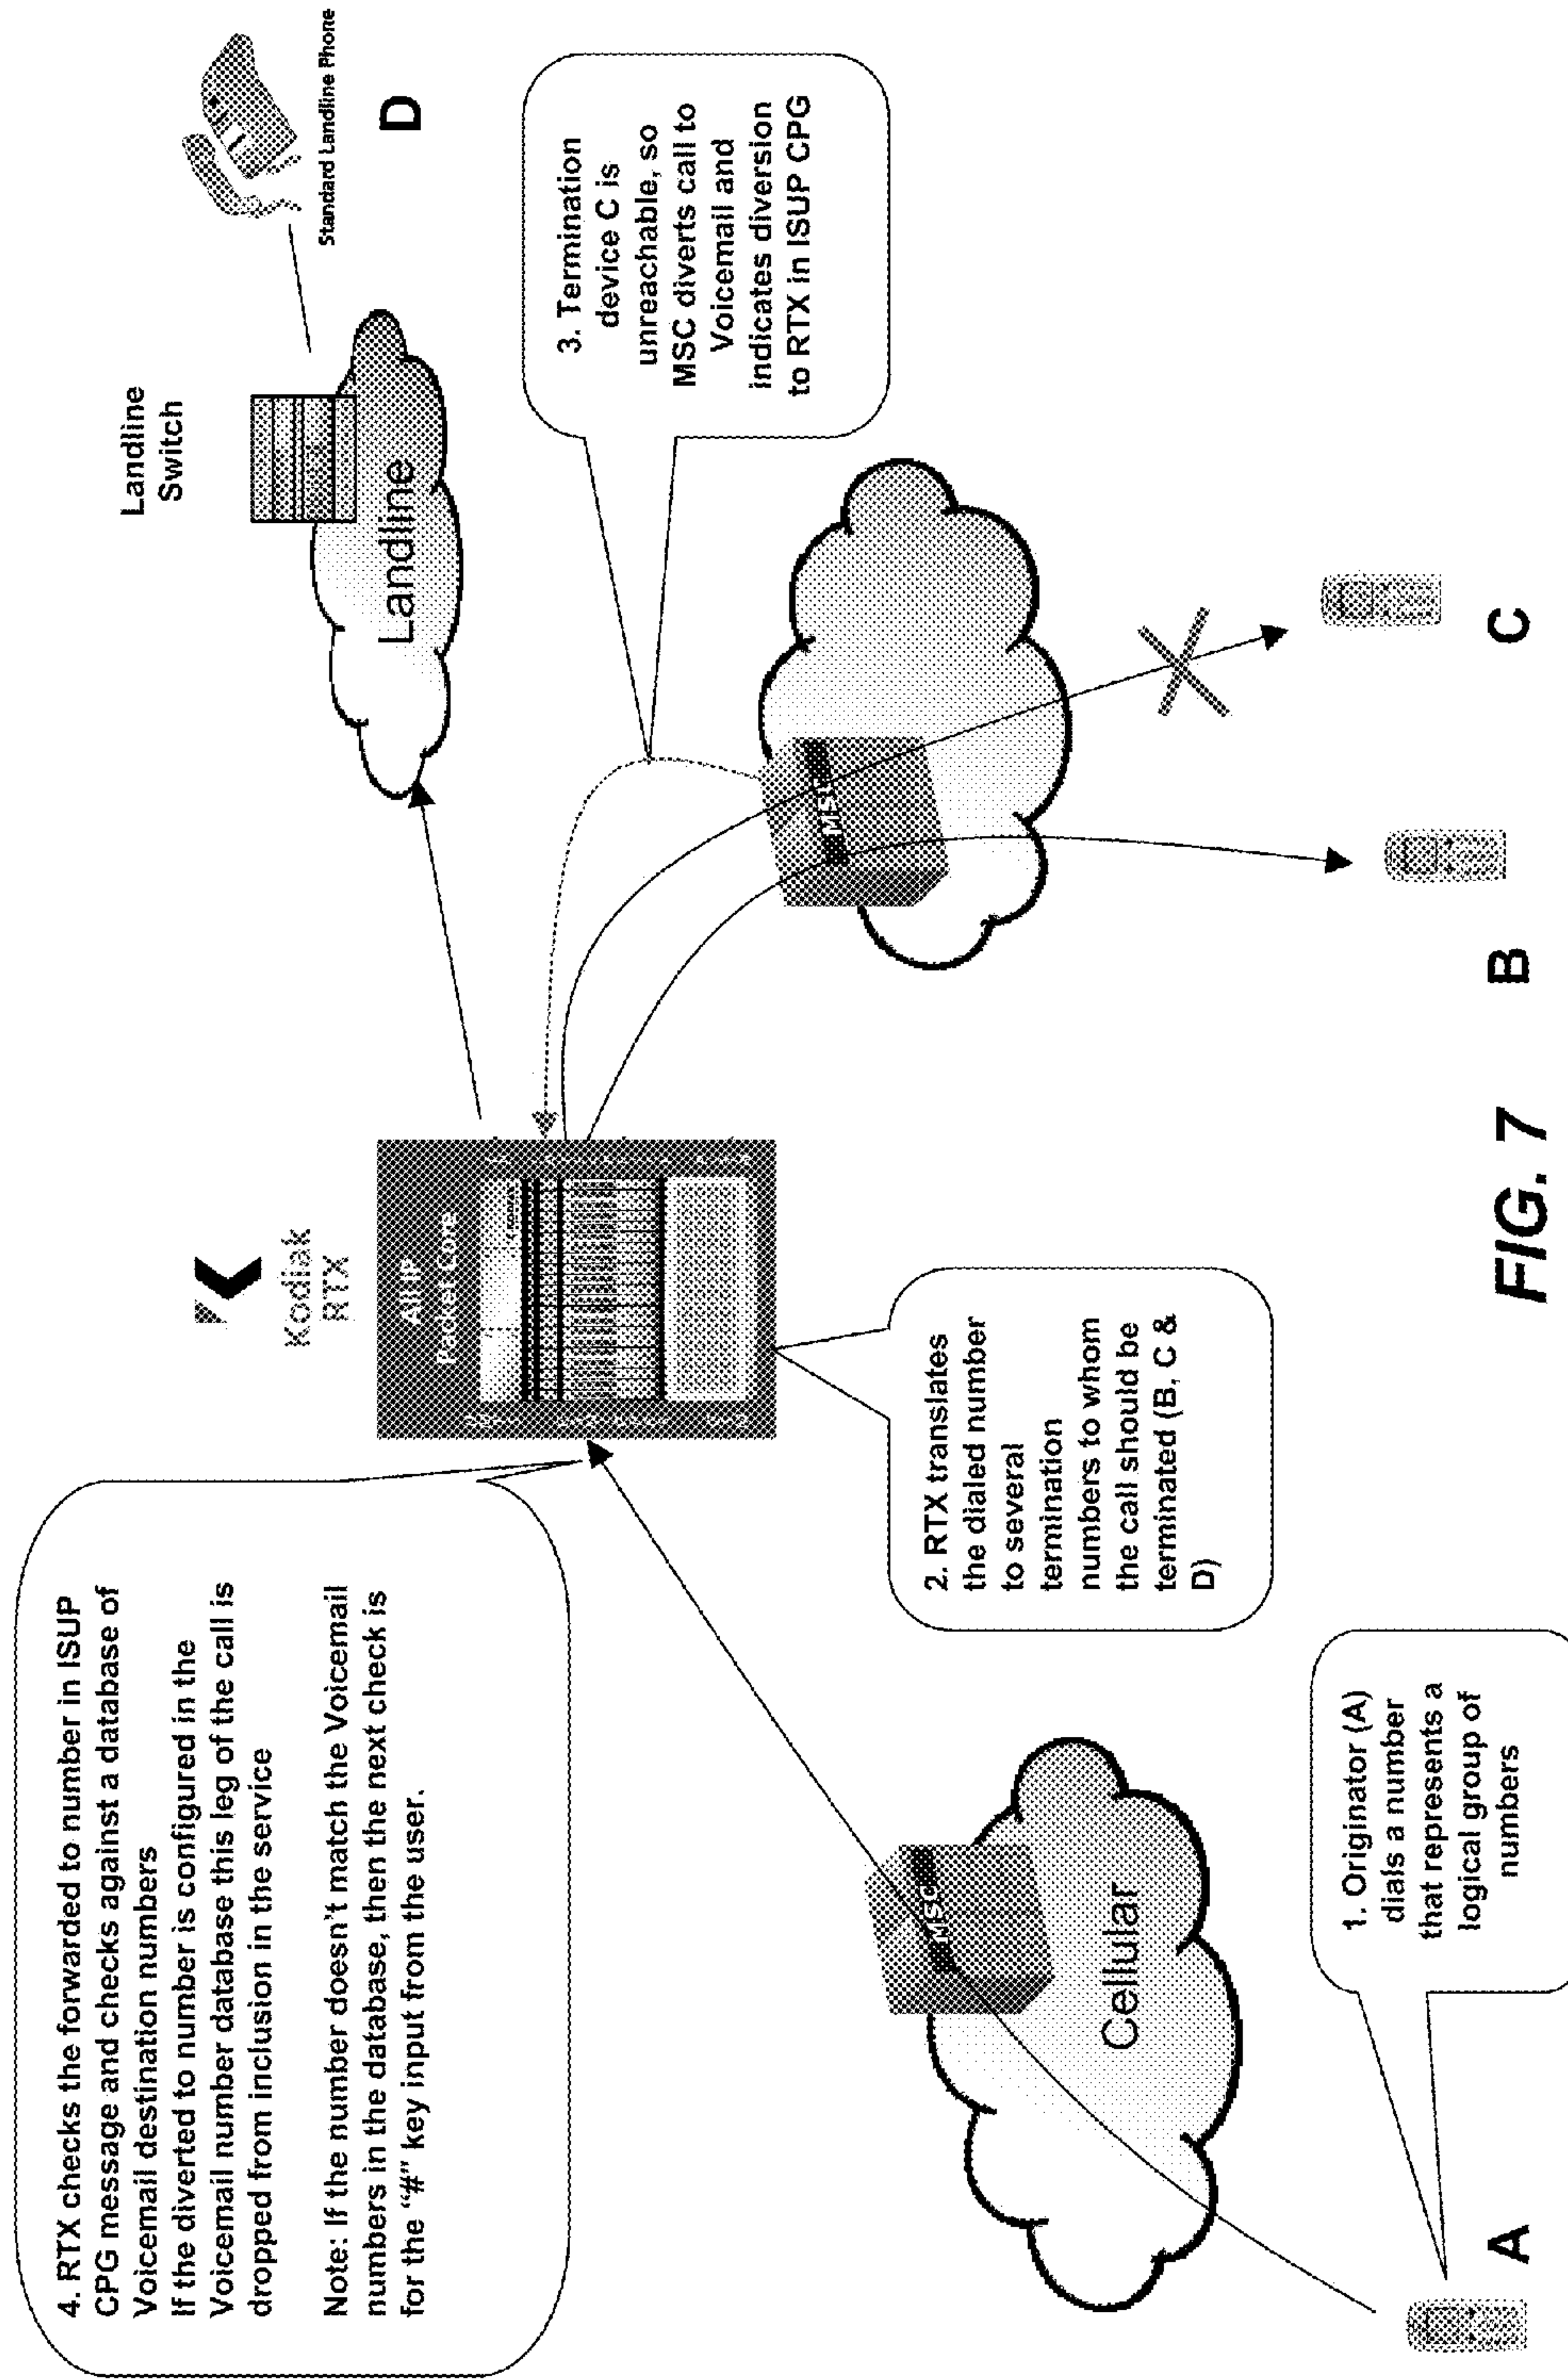 4. RTX checks the forwarded to number in ISUP
CPG message and checks against a database of
Voicemail destination numbers
If the diverted to number is configured in the
Voicemail number database this leg of the call is
dropped from inclusion in the service
Note: If the number doesn't match the Voicemail
numbers in the database, then the next check is
for the "#" key input from the user.
Kodiak
RTX
All IP
Packet Core
Landline
Switch
Landline
Standard Landline Phone
D
3. Termination
device C is
unreachable, so
MSC diverts call to
Voicemail and
indicates diversion
to RTX in ISUP CPG
MSC
Cellular
MSC
2. RTX translates
the dialed number
to several
termination
numbers to whom
the call should be
terminated (B, C &
D)
1. Originator (A)
dials a number
that represents a
logical group of
numbers
A
B
C
FIG. 7